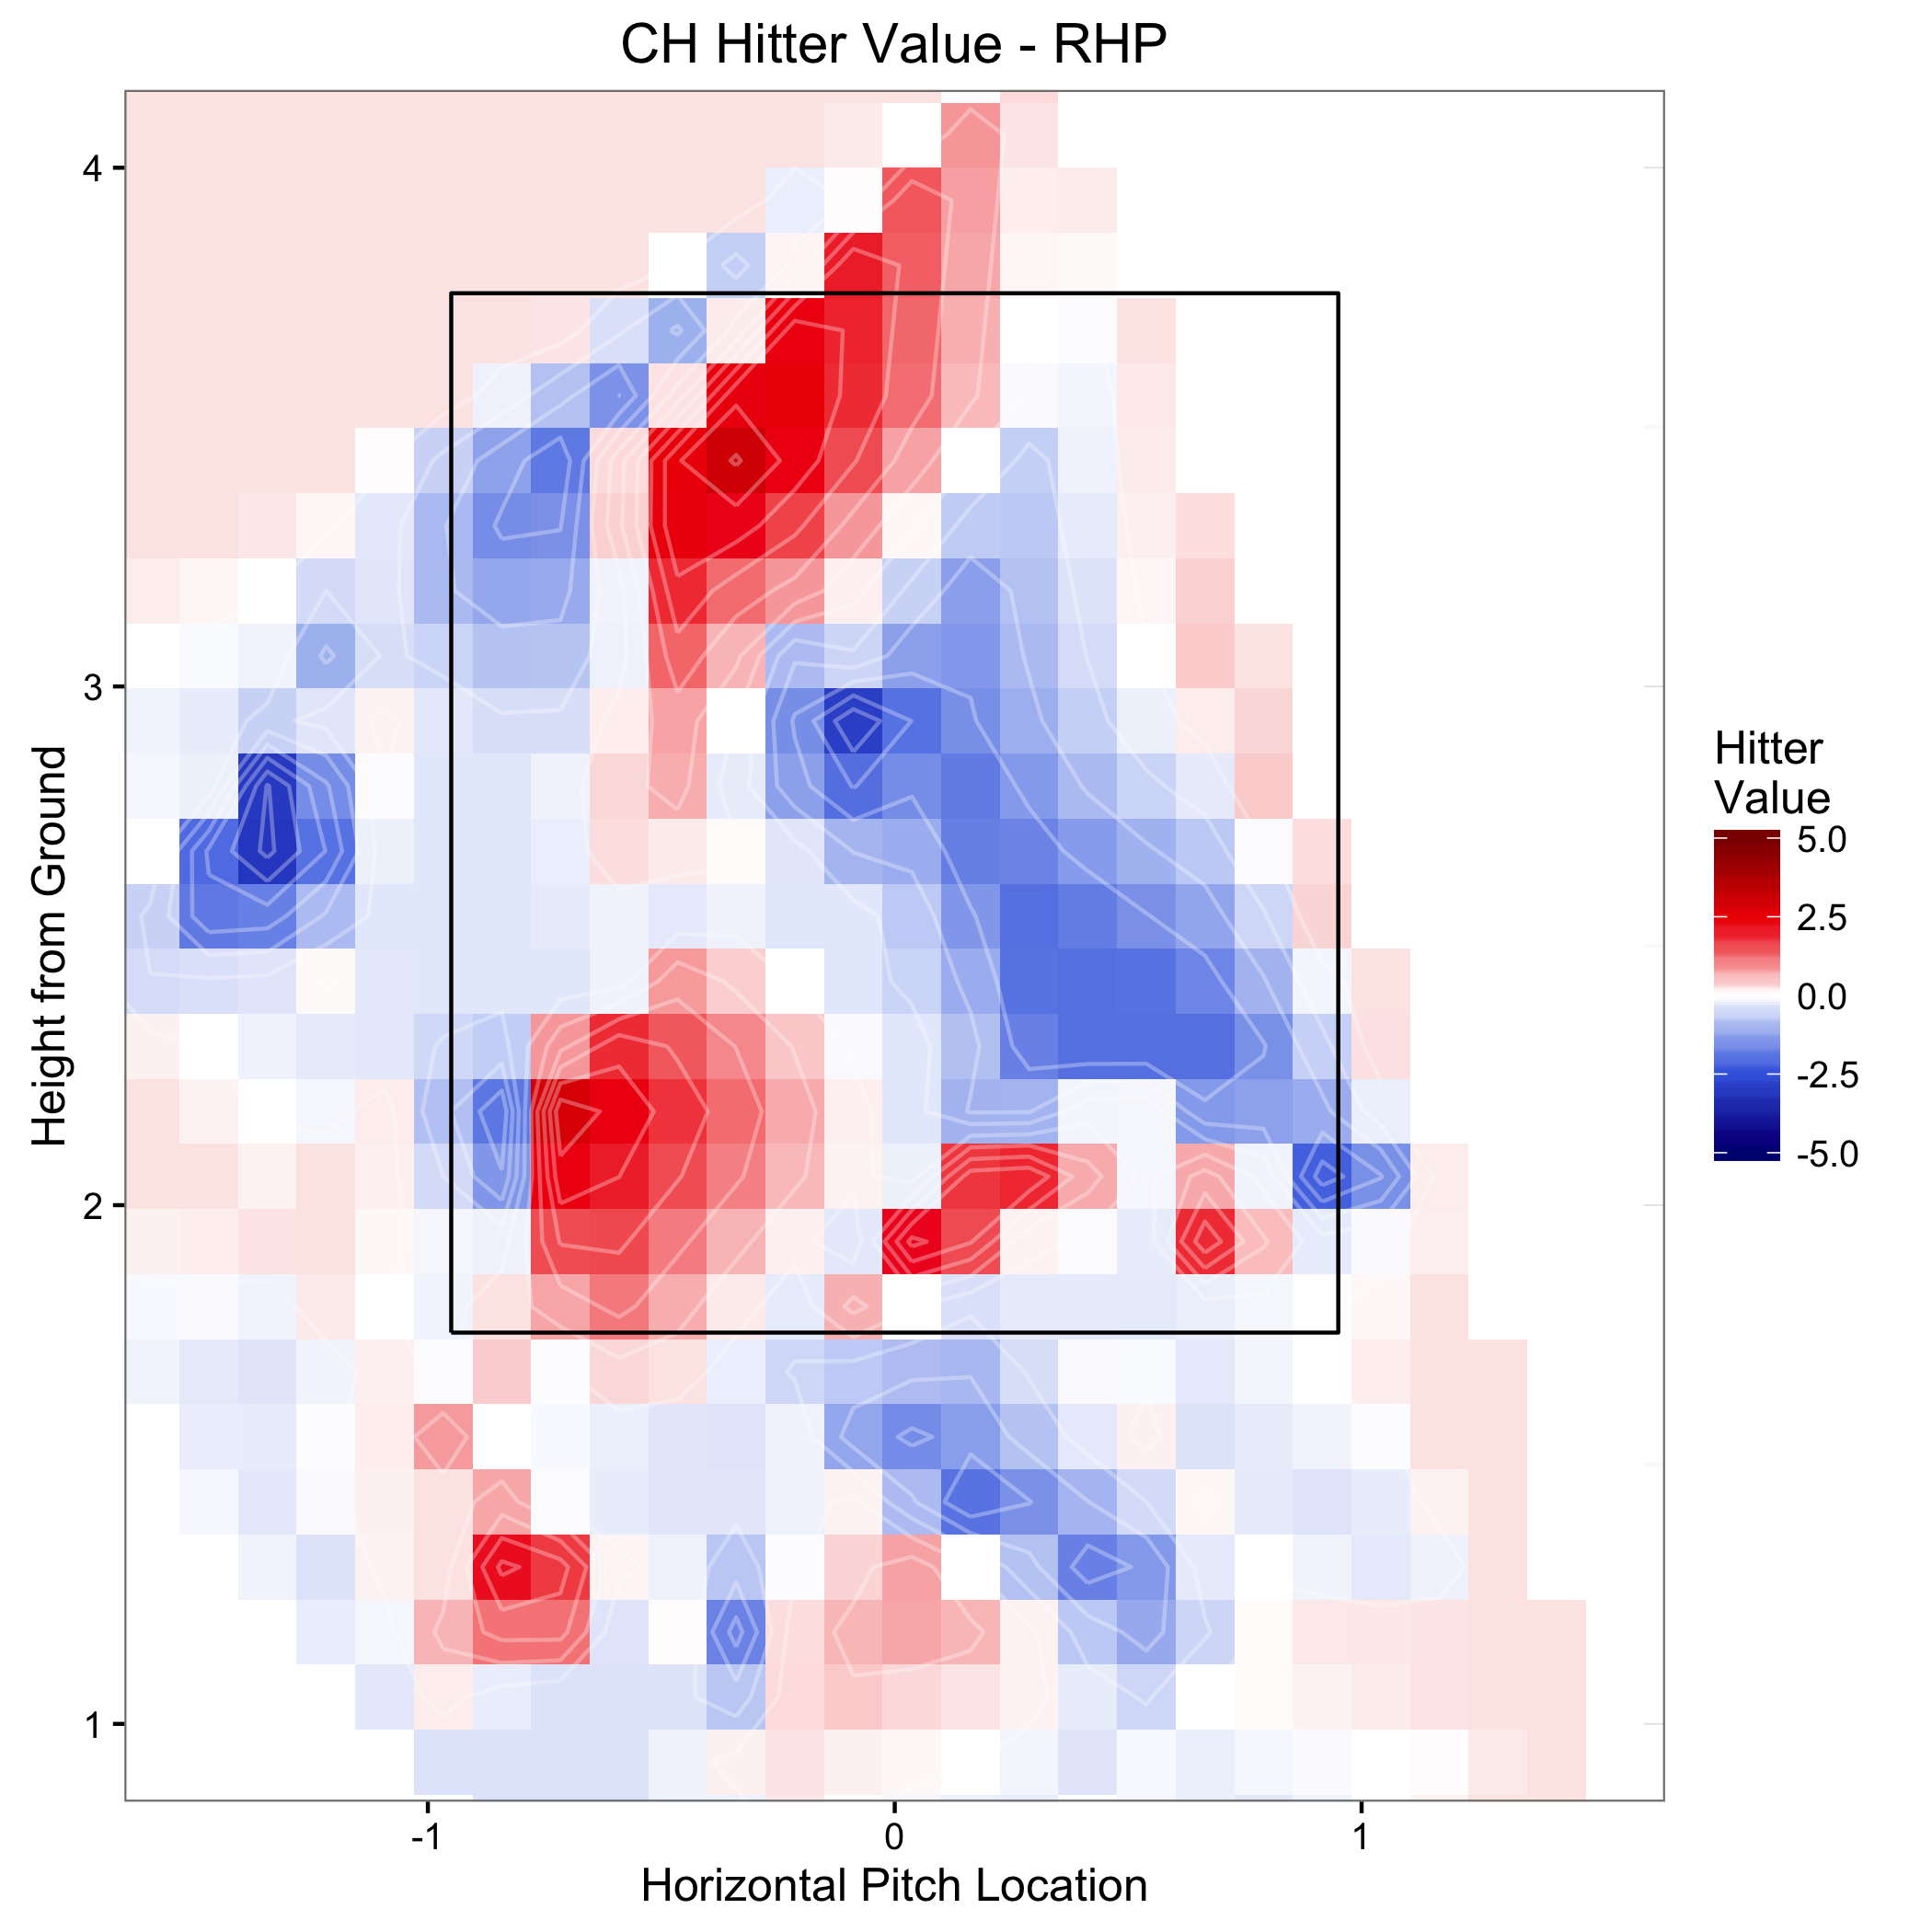 CH Hitter Value - RHP
4
3
2
1
Height from Ground
-1
0
1
Horizontal Pitch Location
Hitter
Value
5.0
2.5
0.0
-2.5
-5.0